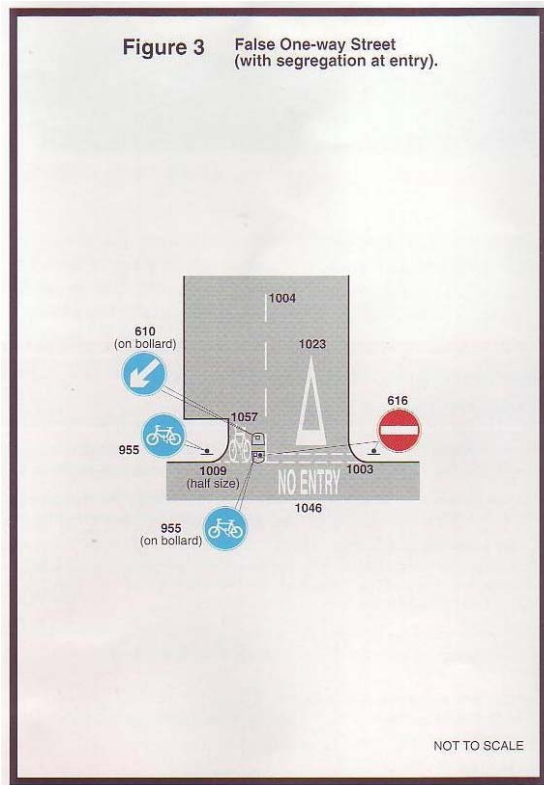 Figure 3
False One-way Street
(with segregation at entry).
1004
610
(on bollard)
1023
616
1057
955
1009
(half size)
1003
NO ENTRY
1046
955
(on bollard)
NOT TO SCALE